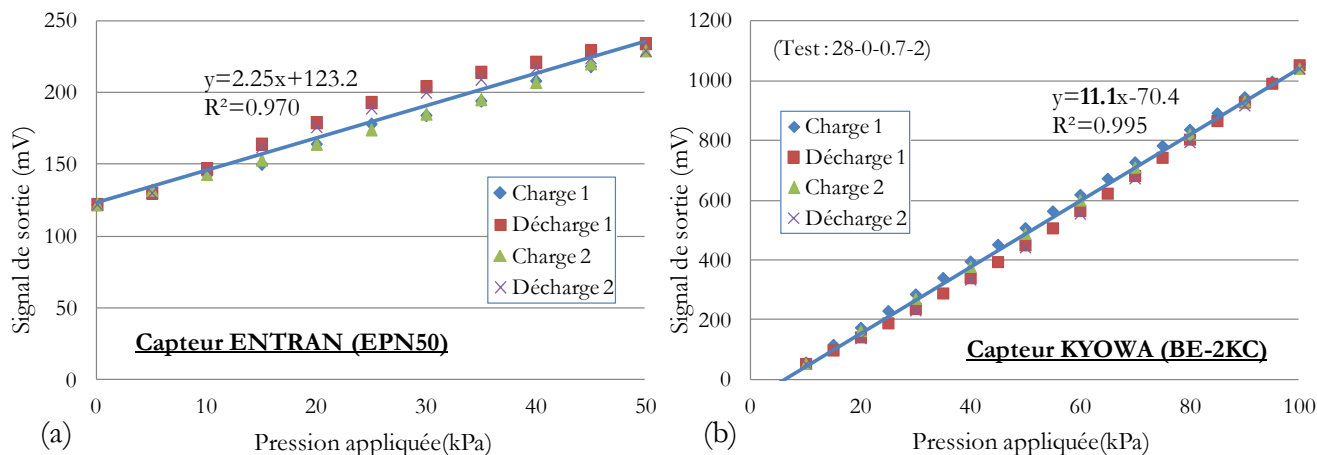 Signal de sortie (mV)
250
200
150
100
50
0
y=2.25x+123.2
R²=0.970
Charge 1
Décharge 1
Charge 2
Décharge 2
Capteur ENTRAN (EPN50)
0 10 20 30 40 50
(a)
Pression appliquée(kPa)
Signal de sortie (mV)
1200
1000
800
600
400
200
0
(Test : 28-0-0.7-2)
y=11.1x-70.4
R²=0.995
Charge 1
Décharge 1
Charge 2
Décharge 2
Capteur KYOWA (BE-2KC)
0 20 40 60 80 100
(b)
Pression appliquée(kPa)